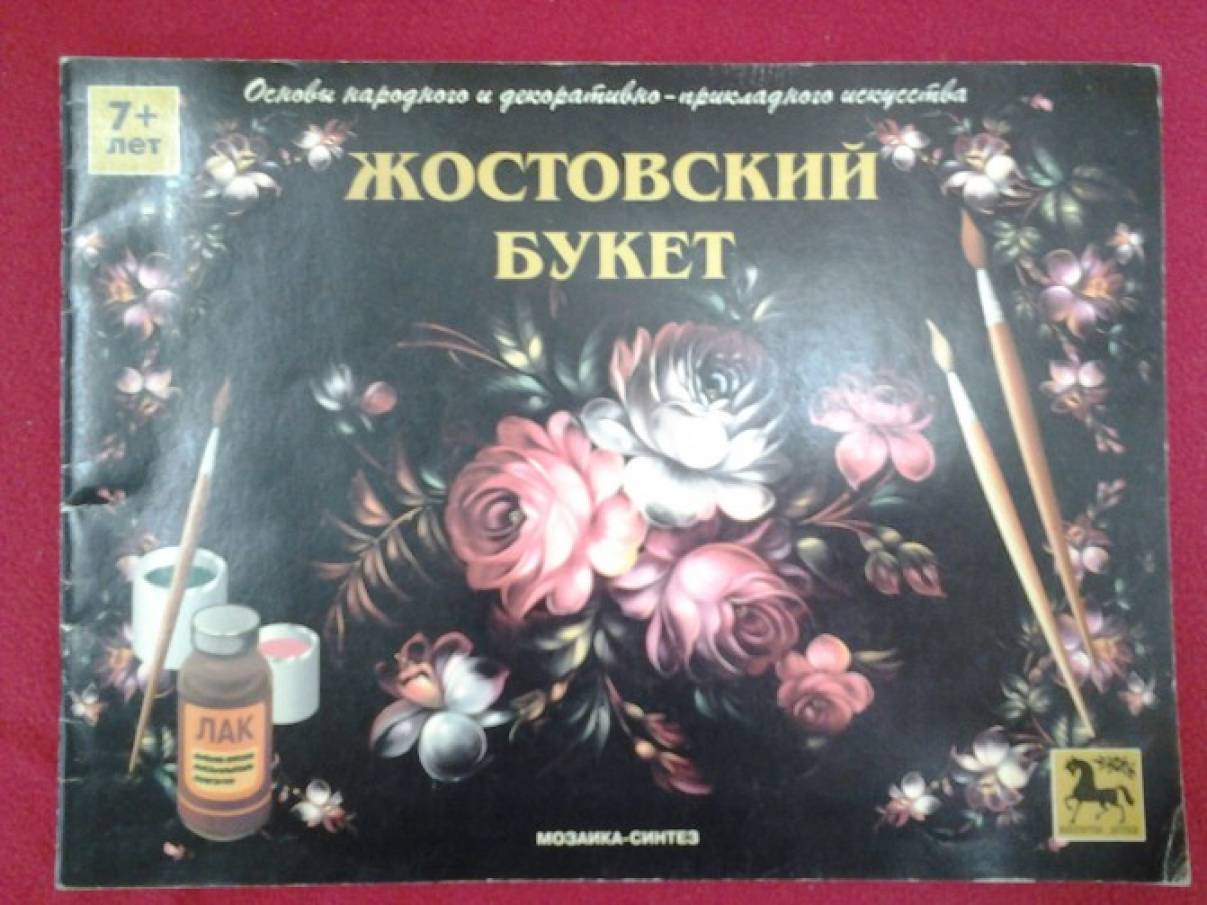 Основы народного и декоративно-прикладного искусства
7+
лет
ЖОСТОВСКИЙ
БУКЕТ
ЛАК
МОЗАИКА-СИНТЕЗ